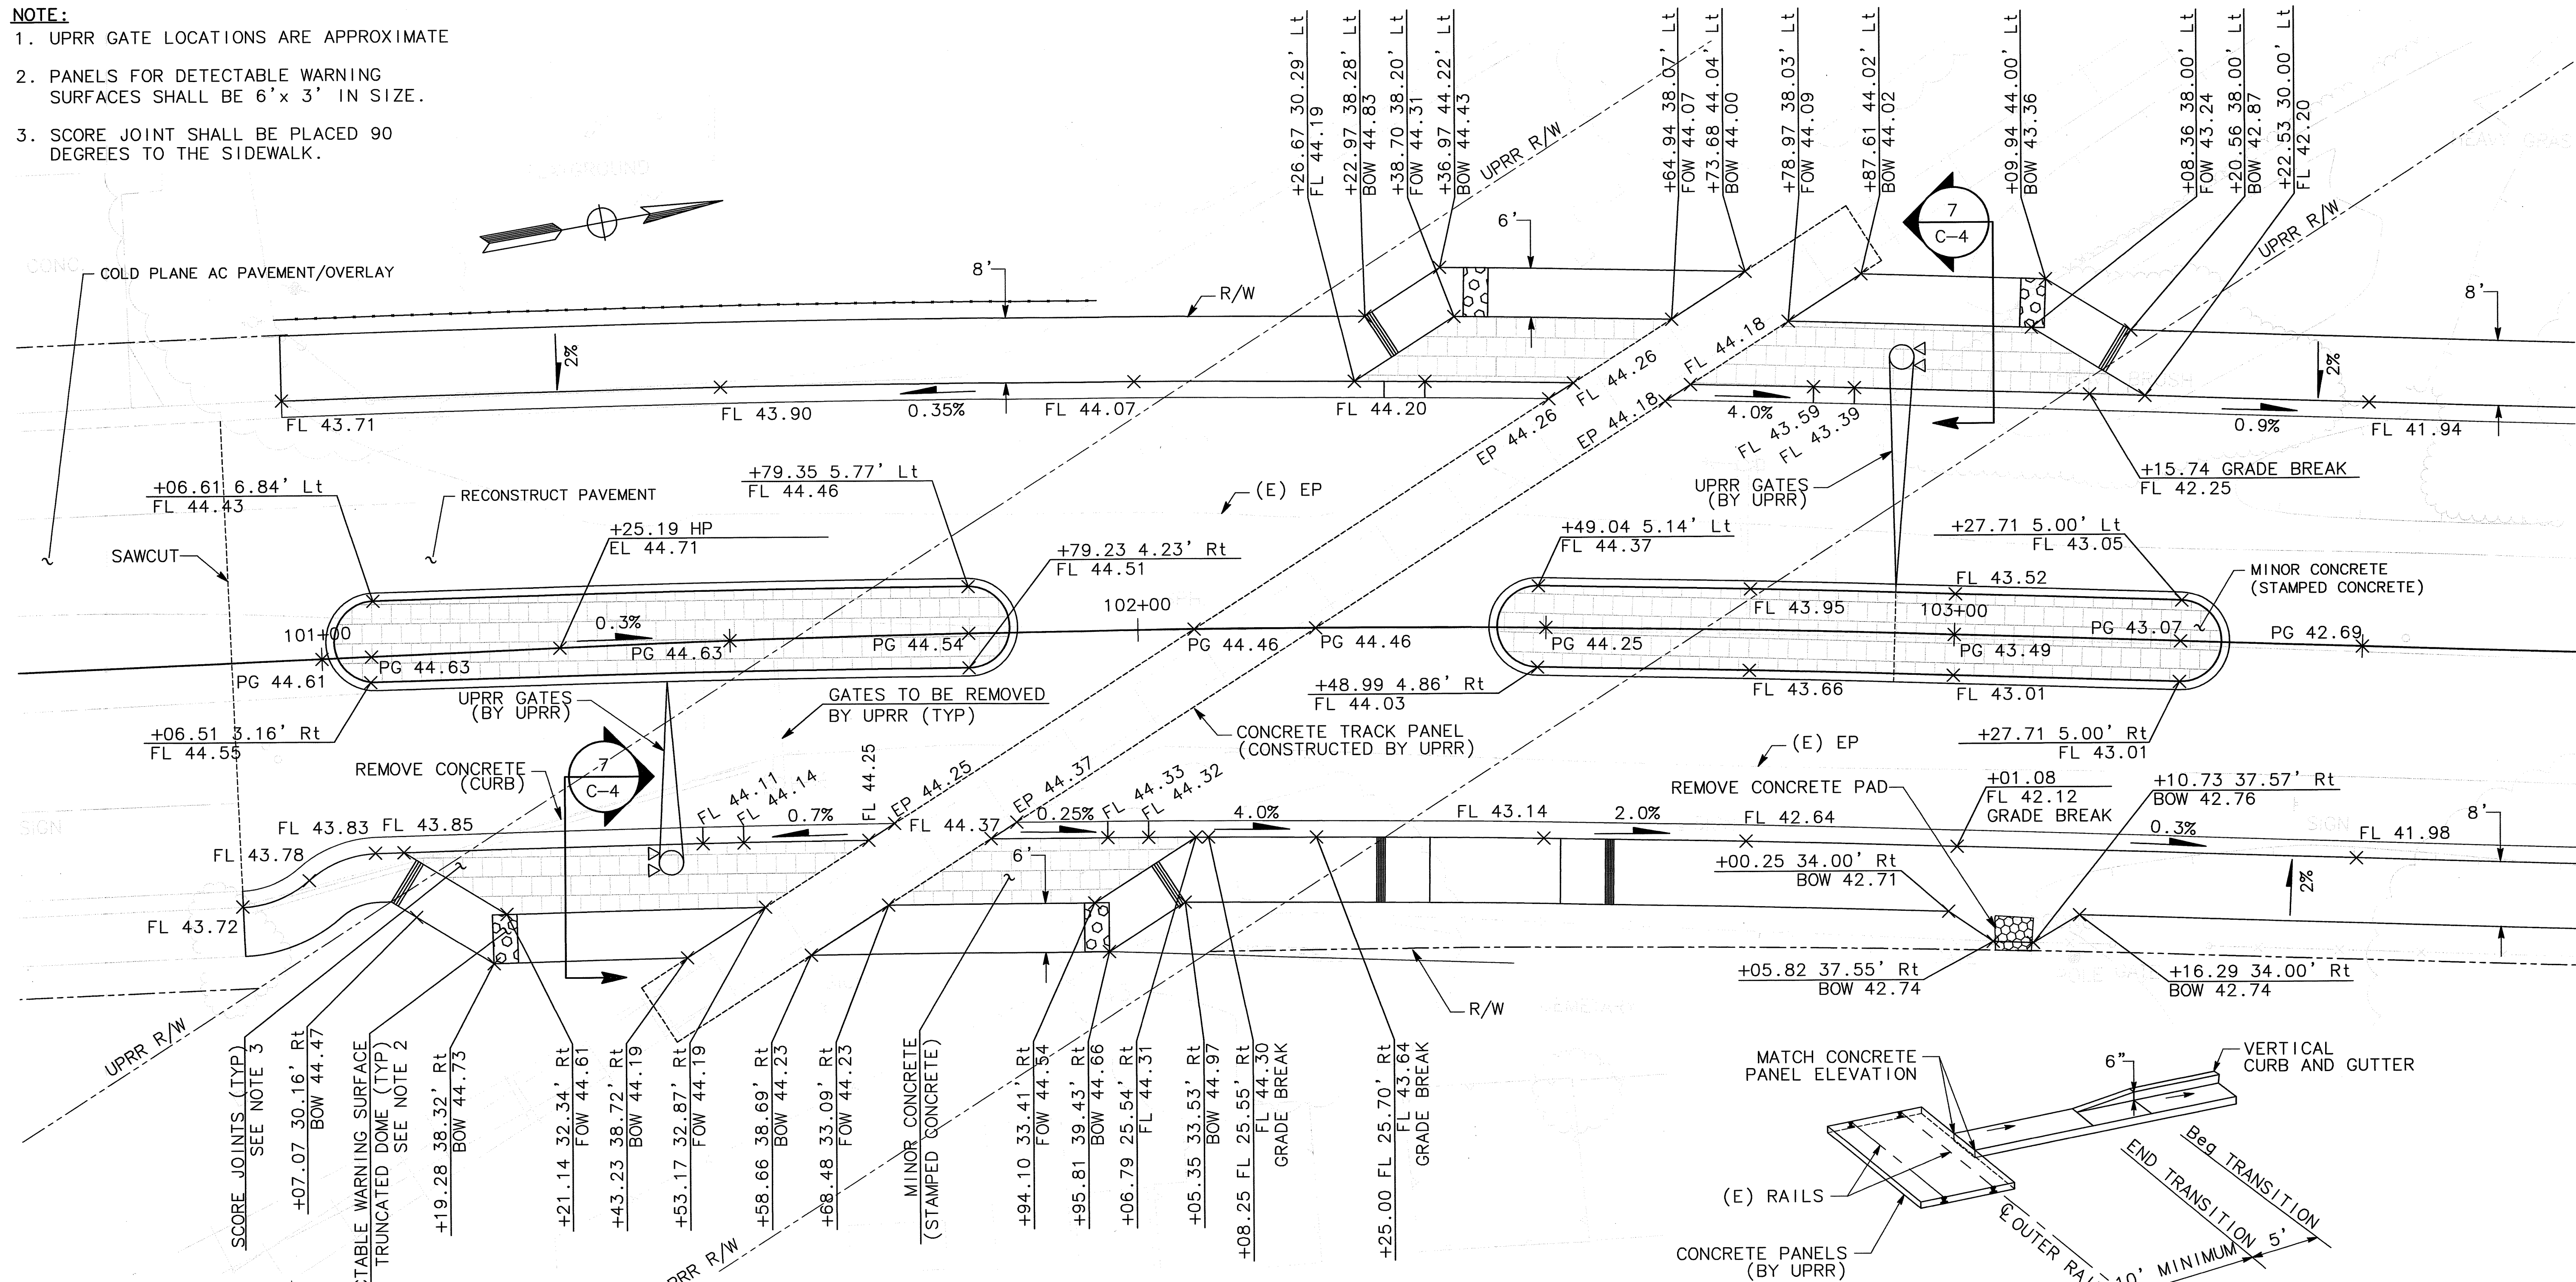 NOTE:
1. UPRR GATE LOCATIONS ARE APPROXIMATE
2. PANELS FOR DETECTABLE WARNING
SURFACES SHALL BE 6'x 3' IN SIZE.
3. SCORE JOINT SHALL BE PLACED 90
DEGREES TO THE SIDEWALK.
+26.67 30.29' Lt
FL 44.19
+22.97 38.28' Lt
BOW 44.83
+38.70 38.20' Lt
FOW 44.31
+36.97 44.22' Lt
BOW 44.43
+64.94 38.07' Lt
FOW 44.07
+73.68 44.04' Lt
BOW 44.00
+78.97 38.03' Lt
FOW 44.09
+87.61 44.02' Lt
BOW 44.02
+09.94 44.00' Lt
BOW 43.36
+08.36 38.00' Lt
FOW 43.24
+20.56 38.00' Lt
BOW 42.87
+22.53 30.00' Lt
FL 42.20
UPRR R/W
7
C-4
UPRR R/W
COLD PLANE AC PAVEMENT/OVERLAY
8'
6'
R/W
8'
2%
2%
FL 43.71
FL 43.90
0.35%
FL 44.07
FL 44.20
FL 44.26
EP 44.26
FL 44.18
EP 44.18
4.0%
FL 43.59
FL 43.39
0.9%
FL 41.94
+15.74 GRADE BREAK
FL 42.25
UPRR GATES
(BY UPRR)
+06.61 6.84' Lt
FL 44.43
RECONSTRUCT PAVEMENT
+79.35 5.77' Lt
FL 44.46
(E) EP
+25.19 HP
EL 44.71
+79.23 4.23' Rt
FL 44.51
+49.04 5.14' Lt
FL 44.37
+27.71 5.00' Lt
FL 43.05
SAWCUT
MINOR CONCRETE
(STAMPED CONCRETE)
101+00
0.3%
102+00
103+00
FL 43.52
FL 43.95
PG 44.61
PG 44.63
PG 44.63
PG 44.54
PG 44.46
PG 44.46
PG 44.25
PG 43.49
PG 43.07
PG 42.69
FL 43.66
FL 43.01
+48.99 4.86' Rt
FL 44.03
+27.71 5.00' Rt
FL 43.01
UPRR GATES
(BY UPRR)
GATES TO BE REMOVED
BY UPRR (TYP)
+06.51 3.16' Rt
FL 44.55
CONCRETE TRACK PANEL
(CONSTRUCTED BY UPRR)
(E) EP
REMOVE CONCRETE
(CURB)
7
C-4
REMOVE CONCRETE PAD
+01.08
FL 42.12
GRADE BREAK
+10.73 37.57' Rt
BOW 42.76
FL 43.72
FL 43.78
FL 43.83
FL 43.85
FL 44.11
FL 44.14
0.7%
FL 44.25
EP 44.25
FL 44.37
EP 44.37
0.25%
FL 44.33
FL 44.32
4.0%
FL 43.14
2.0%
FL 42.64
0.3%
FL 41.98
8'
6'
2%
+00.25 34.00' Rt
BOW 42.71
+05.82 37.55' Rt
BOW 42.74
+16.29 34.00' Rt
BOW 42.74
R/W
UPRR R/W
SCORE JOINTS (TYP)
SEE NOTE 3
+07.07 30.16' Rt
BOW 44.47
CTABLE WARNING SURFACE
TRUNCATED DOME (TYP)
SEE NOTE 2
+19.28 38.32' Rt
BOW 44.73
+21.14 32.34' Rt
FOW 44.61
+43.23 38.72' Rt
BOW 44.19
+53.17 32.87' Rt
FOW 44.19
+58.66 38.69' Rt
BOW 44.23
+68.48 33.09' Rt
FOW 44.23
MINOR CONCRETE
(STAMPED CONCRETE)
+94.10 33.41' Rt
FOW 44.54
+95.81 39.43' Rt
BOW 44.66
+06.79 25.54' Rt
FL 44.31
+05.35 33.53' Rt
BOW 44.97
+08.25 FL 25.55' Rt
FL 44.30
GRADE BREAK
+25.00 FL 25.70' Rt
FL 43.64
GRADE BREAK
PRR R/W
MATCH CONCRETE
PANEL ELEVATION
6"
VERTICAL
CURB AND GUTTER
(E) RAILS
CONCRETE PANELS
(BY UPRR)
℄ OUTER RAI
END TRANSITION
Beg TRANSITION
10' MINIMUM
5'